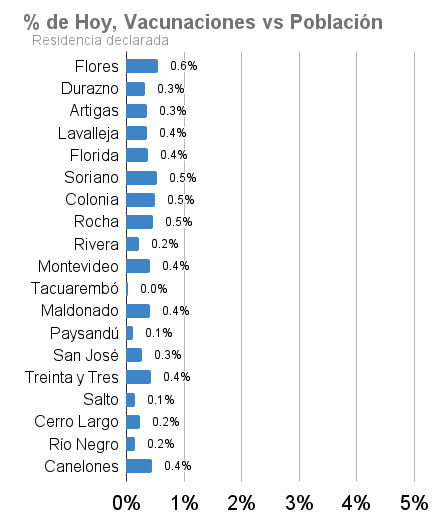 % de Hoy, Vacunaciones vs Población
Residencia declarada
Flores 0.6%
Durazno 0.3%
Artigas 0.3%
Lavalleja 0.4%
Florida 0.4%
Soriano 0.5%
Colonia 0.5%
Rocha 0.5%
Rivera 0.2%
Montevideo 0.4%
Tacuarembó 0.0%
Maldonado 0.4%
Paysandú 0.1%
San José 0.3%
Treinta y Tres 0.4%
Salto 0.1%
Cerro Largo 0.2%
Río Negro 0.2%
Canelones 0.4%
0% 1% 2% 3% 4% 5%